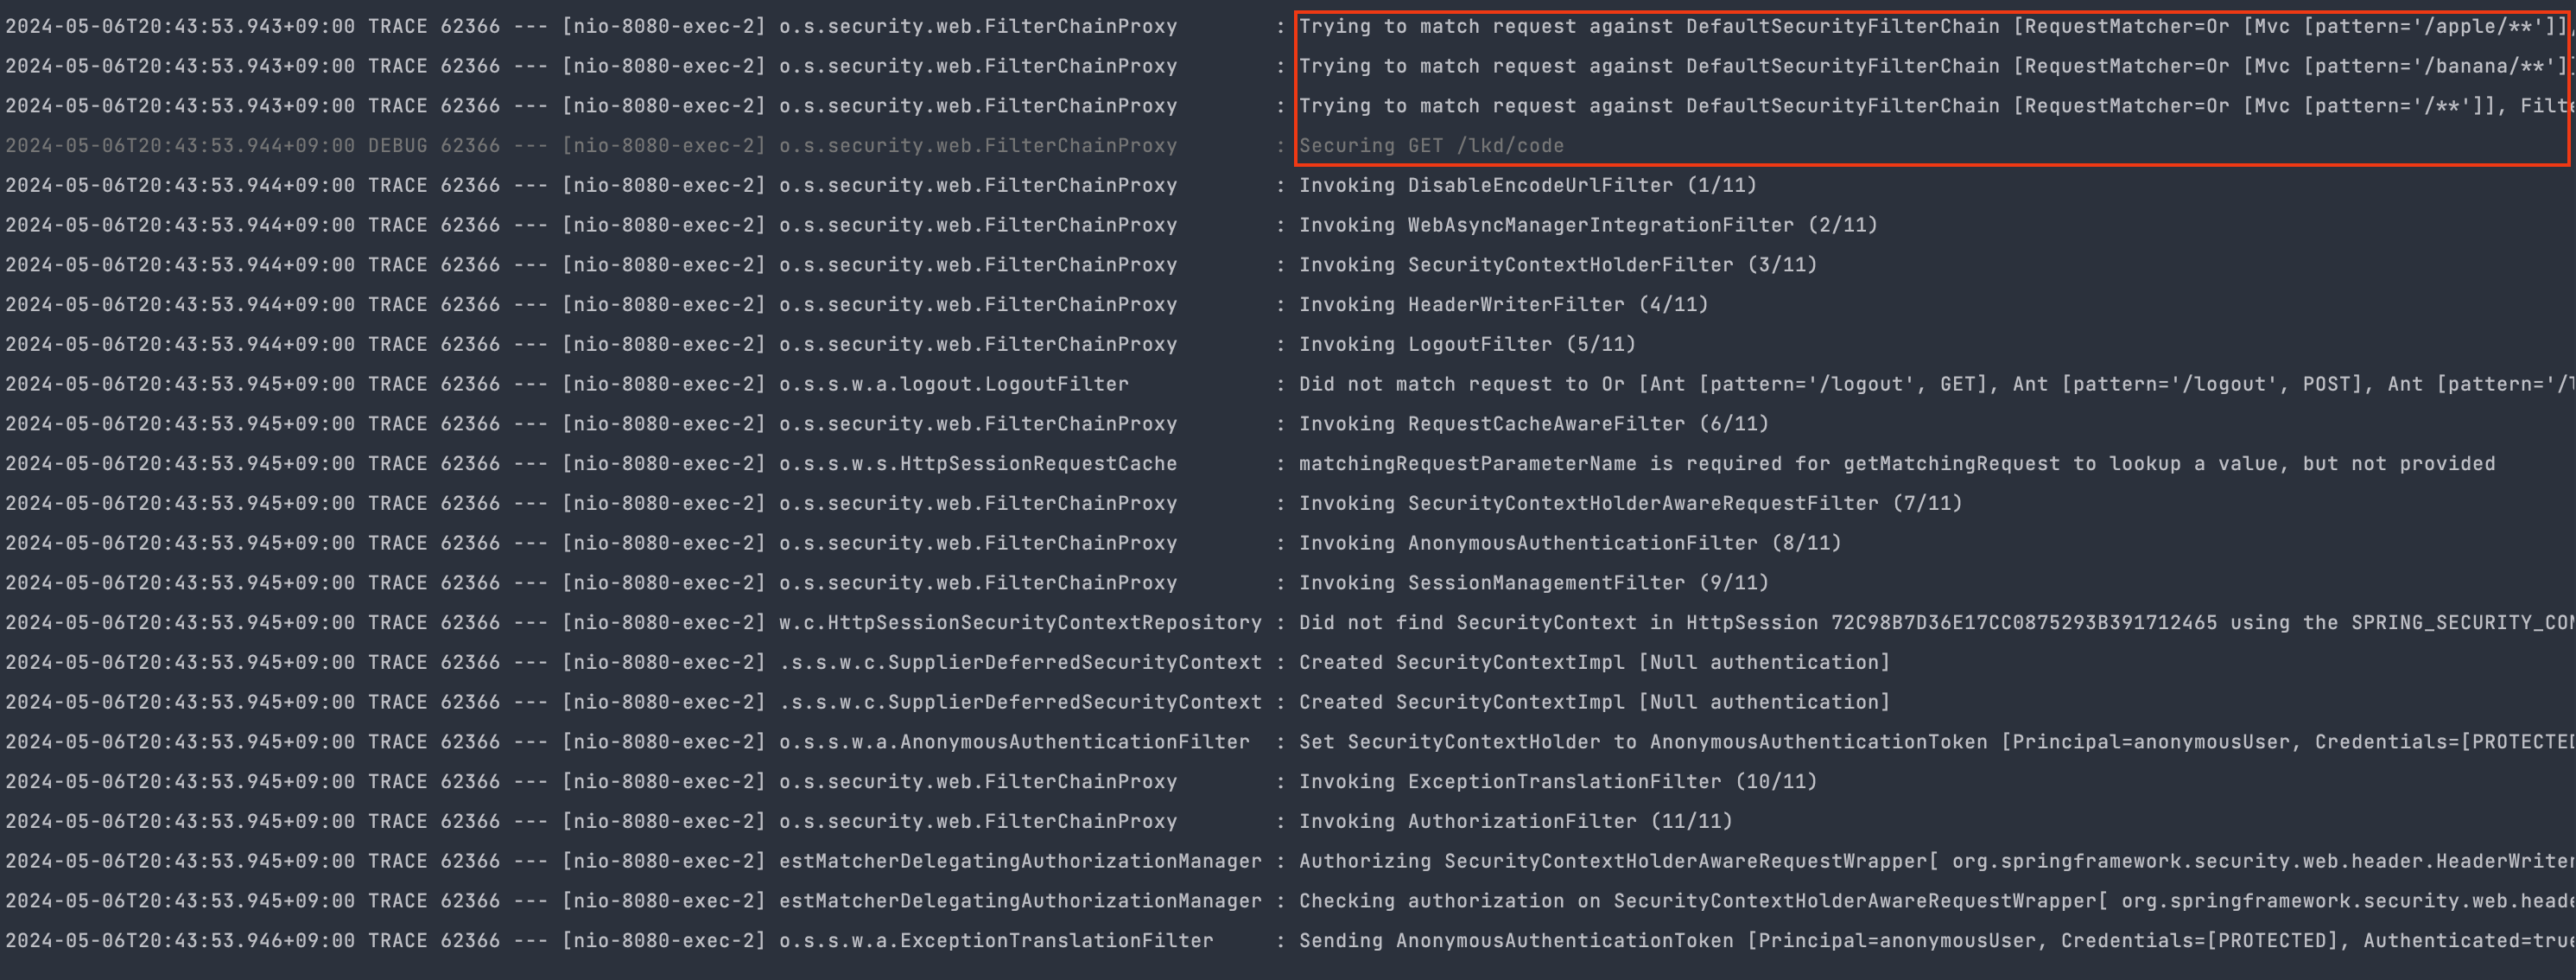 2024-05-06T20:43:53.943+09:00 TRACE 62366 --- [nio-8080-exec-2] o.s.security.web.FilterChainProxy : Trying to match request against DefaultSecurityFilterChain [RequestMatcher=Or [Mvc [pattern='/apple/**']],
2024-05-06T20:43:53.943+09:00 TRACE 62366 --- [nio-8080-exec-2] o.s.security.web.FilterChainProxy : Trying to match request against DefaultSecurityFilterChain [RequestMatcher=Or [Mvc [pattern='/banana/**']
2024-05-06T20:43:53.943+09:00 TRACE 62366 --- [nio-8080-exec-2] o.s.security.web.FilterChainProxy : Trying to match request against DefaultSecurityFilterChain [RequestMatcher=Or [Mvc [pattern='/**']], Filte
2024-05-06T20:43:53.944+09:00 DEBUG 62366 --- [nio-8080-exec-2] o.s.security.web.FilterChainProxy : Securing GET /lkd/code
2024-05-06T20:43:53.944+09:00 TRACE 62366 --- [nio-8080-exec-2] o.s.security.web.FilterChainProxy : Invoking DisableEncodeUrlFilter (1/11)
2024-05-06T20:43:53.944+09:00 TRACE 62366 --- [nio-8080-exec-2] o.s.security.web.FilterChainProxy : Invoking WebAsyncManagerIntegrationFilter (2/11)
2024-05-06T20:43:53.944+09:00 TRACE 62366 --- [nio-8080-exec-2] o.s.security.web.FilterChainProxy : Invoking SecurityContextHolderFilter (3/11)
2024-05-06T20:43:53.944+09:00 TRACE 62366 --- [nio-8080-exec-2] o.s.security.web.FilterChainProxy : Invoking HeaderWriterFilter (4/11)
2024-05-06T20:43:53.944+09:00 TRACE 62366 --- [nio-8080-exec-2] o.s.security.web.FilterChainProxy : Invoking LogoutFilter (5/11)
2024-05-06T20:43:53.945+09:00 TRACE 62366 --- [nio-8080-exec-2] o.s.s.w.a.logout.LogoutFilter : Did not match request to Or [Ant [pattern='/logout', GET], Ant [pattern='/logout', POST], Ant [pattern='/l
2024-05-06T20:43:53.945+09:00 TRACE 62366 --- [nio-8080-exec-2] o.s.security.web.FilterChainProxy : Invoking RequestCacheAwareFilter (6/11)
2024-05-06T20:43:53.945+09:00 TRACE 62366 --- [nio-8080-exec-2] o.s.s.w.s.HttpSessionRequestCache : matchingRequestParameterName is required for getMatchingRequest to lookup a value, but not provided
2024-05-06T20:43:53.945+09:00 TRACE 62366 --- [nio-8080-exec-2] o.s.security.web.FilterChainProxy : Invoking SecurityContextHolderAwareRequestFilter (7/11)
2024-05-06T20:43:53.945+09:00 TRACE 62366 --- [nio-8080-exec-2] o.s.security.web.FilterChainProxy : Invoking AnonymousAuthenticationFilter (8/11)
2024-05-06T20:43:53.945+09:00 TRACE 62366 --- [nio-8080-exec-2] o.s.security.web.FilterChainProxy : Invoking SessionManagementFilter (9/11)
2024-05-06T20:43:53.945+09:00 TRACE 62366 --- [nio-8080-exec-2] w.c.HttpSessionSecurityContextRepository : Did not find SecurityContext in HttpSession 72C98B7D36E17CC0875293B391712465 using the SPRING_SECURITY_CON
2024-05-06T20:43:53.945+09:00 TRACE 62366 --- [nio-8080-exec-2] .s.s.w.c.SupplierDeferredSecurityContext : Created SecurityContextImpl [Null authentication]
2024-05-06T20:43:53.945+09:00 TRACE 62366 --- [nio-8080-exec-2] .s.s.w.c.SupplierDeferredSecurityContext : Created SecurityContextImpl [Null authentication]
2024-05-06T20:43:53.945+09:00 TRACE 62366 --- [nio-8080-exec-2] o.s.s.w.a.AnonymousAuthenticationFilter : Set SecurityContextHolder to AnonymousAuthenticationToken [Principal=anonymousUser, Credentials=[PROTECTED
2024-05-06T20:43:53.945+09:00 TRACE 62366 --- [nio-8080-exec-2] o.s.security.web.FilterChainProxy : Invoking ExceptionTranslationFilter (10/11)
2024-05-06T20:43:53.945+09:00 TRACE 62366 --- [nio-8080-exec-2] o.s.security.web.FilterChainProxy : Invoking AuthorizationFilter (11/11)
2024-05-06T20:43:53.945+09:00 TRACE 62366 --- [nio-8080-exec-2] estMatcherDelegatingAuthorizationManager : Authorizing SecurityContextHolderAwareRequestWrapper[ org.springframework.security.web.header.HeaderWriter
2024-05-06T20:43:53.945+09:00 TRACE 62366 --- [nio-8080-exec-2] estMatcherDelegatingAuthorizationManager : Checking authorization on SecurityContextHolderAwareRequestWrapper[ org.springframework.security.web.heade
2024-05-06T20:43:53.946+09:00 TRACE 62366 --- [nio-8080-exec-2] o.s.s.w.a.ExceptionTranslationFilter : Sending AnonymousAuthenticationToken [Principal=anonymousUser, Credentials=[PROTECTED], Authenticated=true